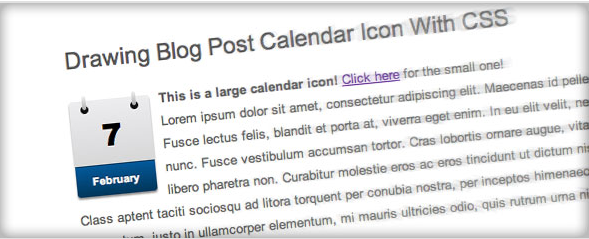 Drawing Blog Post Calendar Icon With CSS
7
February
This is a large calendar icon! Click here for the small one!
Lorem ipsum dolor sit amet, consectetur adipiscing elit. Maecenas id pelle
Fusce lectus felis, blandit et porta at, viverra eget enim. In eu elit velit, ne
nunc. Fusce vestibulum accumsan tortor. Cras lobortis ornare augue, vita
libero pharetra non. Curabitur molestie eros ac eros tincidunt ut dictum nis
Class aptent taciti sociosqu ad litora torquent per conubia nostra, per inceptos himenaeo
justo in ullamcorper elementum, mi mauris ultricies odio, quis rutrum urna ni